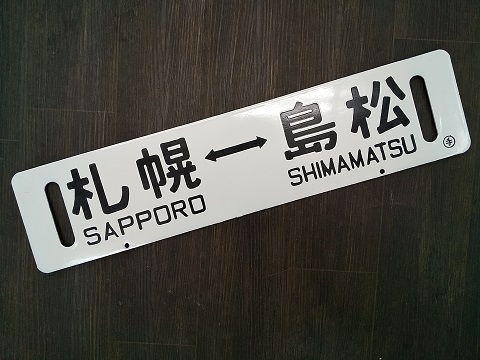 札幌 ↔ 島松
SAPPORO SHIMAMATSU